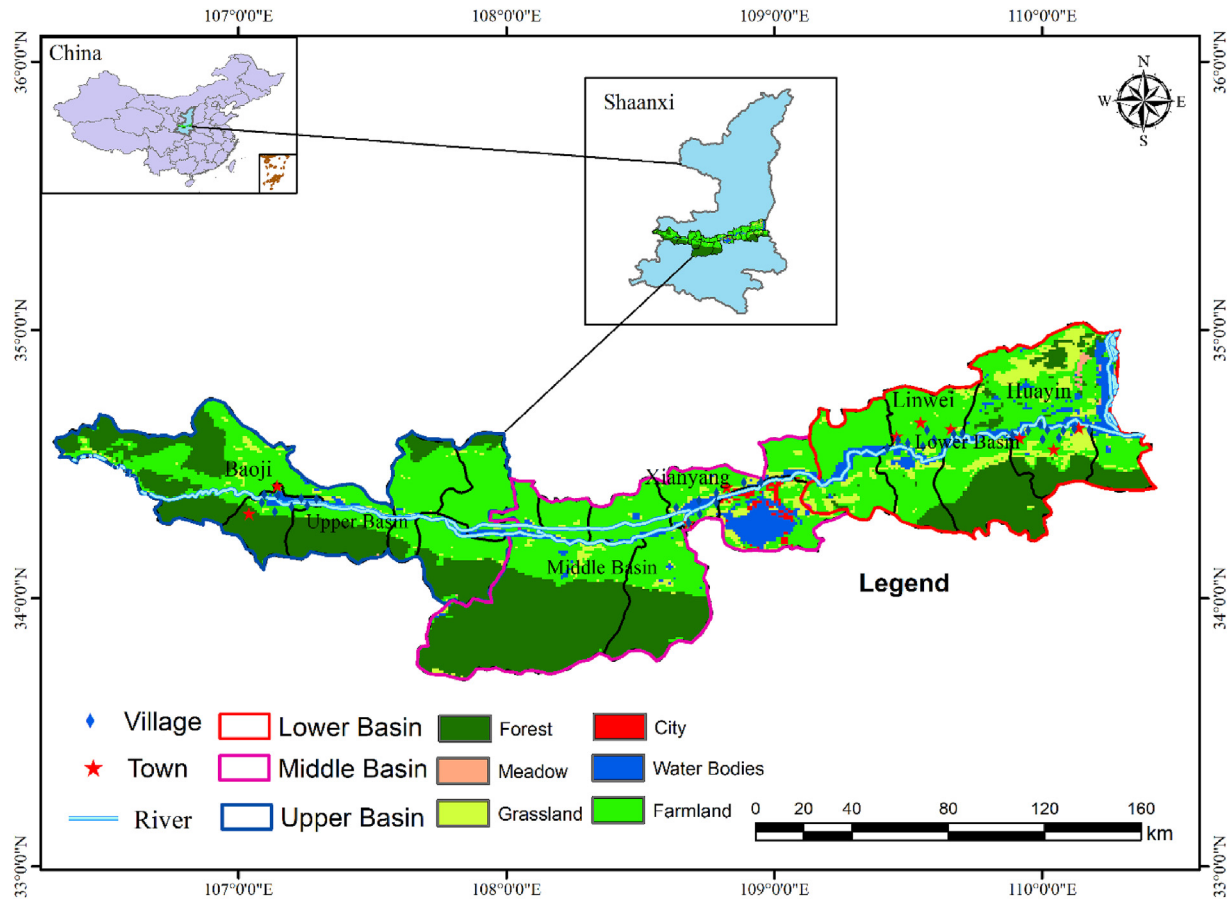 107°0'0"E
108°0'0"E
109°0'0"E
110°0'0"E
36°0'0"N
36°0'0"N
China
Shaanxi
N
W
E
S
35°0'0"N
35°0'0"N
Huayin
Linwei
Lower Basin
Baoji
Xianyang
Upper Basin
Middle Basin
34°0'0"N
34°0'0"N
Legend
Village
Lower Basin
Forest
City
Town
Middle Basin
Meadow
Water Bodies
River
Upper Basin
Grassland
Farmland
0 20 40 80 120 160
km
33°0'0"N
33°0'0"N
107°0'0"E
108°0'0"E
109°0'0"E
110°0'0"E